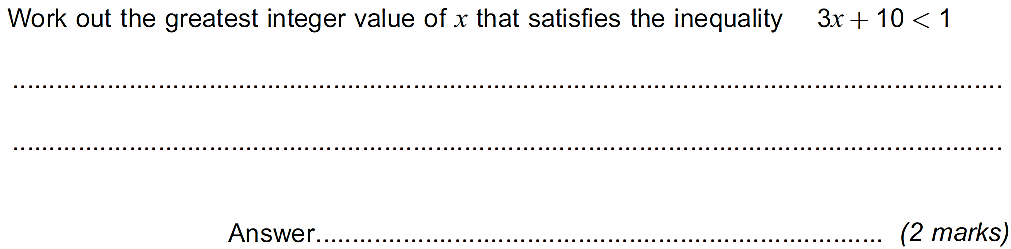 Work out the greatest integer value of x that satisfies the inequality 3x + 10 < 1
................................................................................
................................................................................
Answer................................................................................ (2 marks)